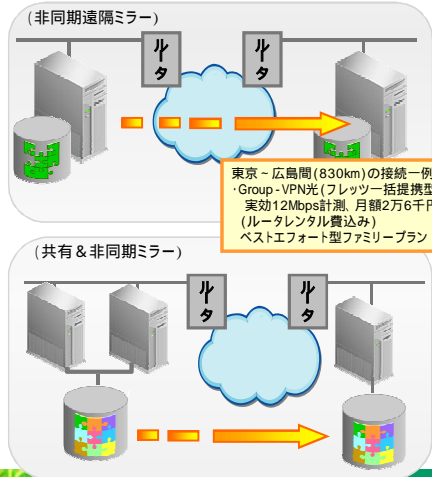 (非同期遠隔ミラー)
ルータ
ルータ
東京~広島間(830km)の接続一例
・Group-VPN光(フレッツ一括提携型
実効12Mbps計測、月額2万6千円
(ルータレンタル費込み)
ベストエフォート型ファミリープラン
(共有&非同期ミラー)
ルータ
ルータ